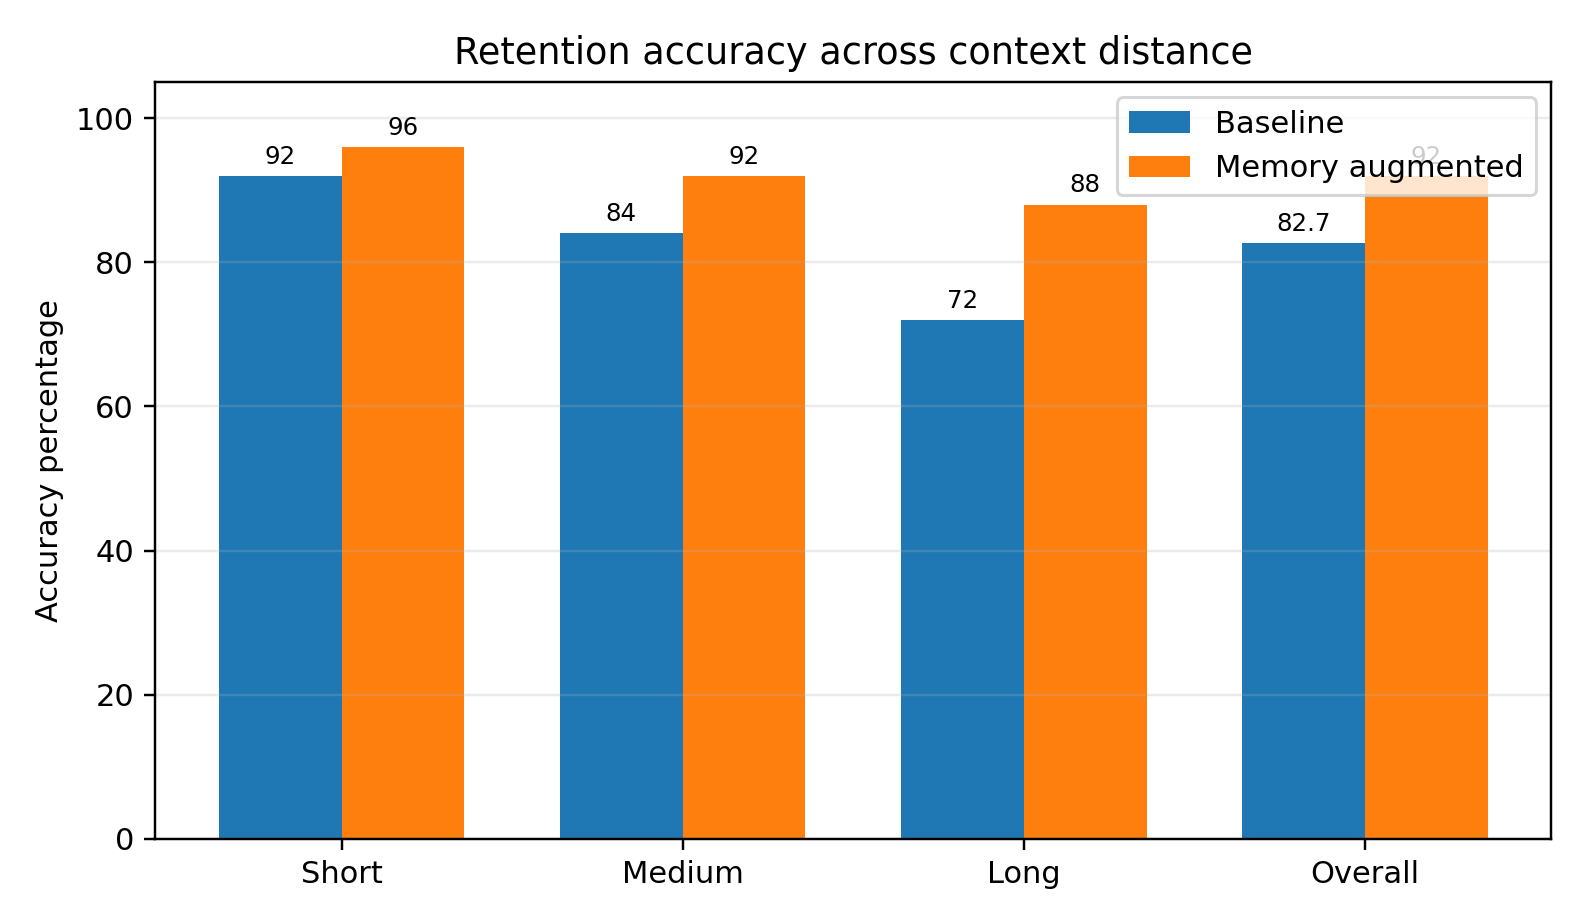 Retention accuracy across context distance
Accuracy percentage
100
80
60
40
20
0
Baseline
Memory augmented
92
96
84
92
72
88
82.7
92
Short
Medium
Long
Overall